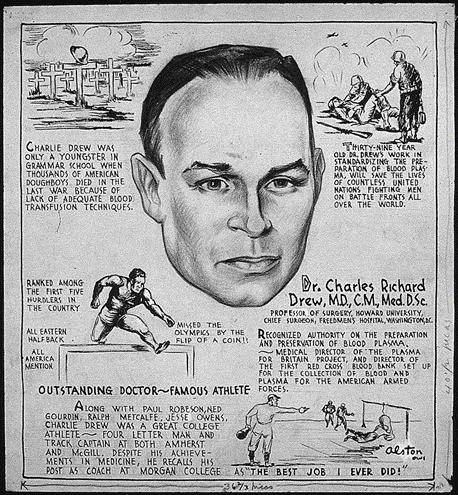 CHARLIE DREW WAS
ONLY A YOUNGSTER IN
GRAMMAR SCHOOL WHEN
THOUSANDS OF AMERICAN
DOUGHBOYS DIED IN THE
LAST WAR BECAUSE OF
LACK OF ADEQUATE BLOOD
TRANSFUSION TECHNIQUES.
THIRTY-NINE YEAR
OLD DR. DREW'S WORK IN
STANDARDIZING THE PRE-
PARATION OF BLOOD PLAS-
MA, WILL SAVE THE LIVES
OF COUNTLESS UNITED
NATIONS FIGHTING MEN
ON BATTLE FRONTS ALL
OVER THE WORLD.
RANKED AMONG
THE FIRST FIVE
HURDLERS IN
THE COUNTRY
ALL EASTERN
HALF BACK
ALL
AMERICA
MENTION
MISSED THE
OLYMPICS BY THE
FLIP OF A COIN!!
Dr. Charles Richard
Drew, M.D., C.M., Med. D.Sc.
PROFESSOR OF SURGERY, HOWARD UNIVERSITY,
CHIEF SURGEON, FREEDMEN'S HOSPITAL, WASHINGTON, D.C.
RECOGNIZED AUTHORITY ON THE PREPARATION
AND PRESERVATION OF BLOOD PLASMA,
~ MEDICAL DIRECTOR OF THE PLASMA
FOR BRITAIN PROJECT, AND DIRECTOR OF
THE FIRST RED CROSS BLOOD BANK SET UP
FOR THE COLLECTION OF BLOOD AND
PLASMA FOR THE AMERICAN ARMED
FORCES.
OUTSTANDING DOCTOR~FAMOUS ATHLETE
ALONG WITH PAUL ROBESON, NED
GOURDIN, RALPH METCALFE, JESSE OWENS,
CHARLIE DREW WAS A GREAT COLLEGE
ATHLETE~ FOUR LETTER MAN AND
TRACK CAPTAIN AT BOTH AMHERST
AND McGILL. DESPITE HIS ACHIEVE-
MENTS IN MEDICINE, HE RECALLS HIS
POST AS COACH AT MORGAN COLLEGE AS "THE BEST JOB I EVER DID!"
Alston
OWI